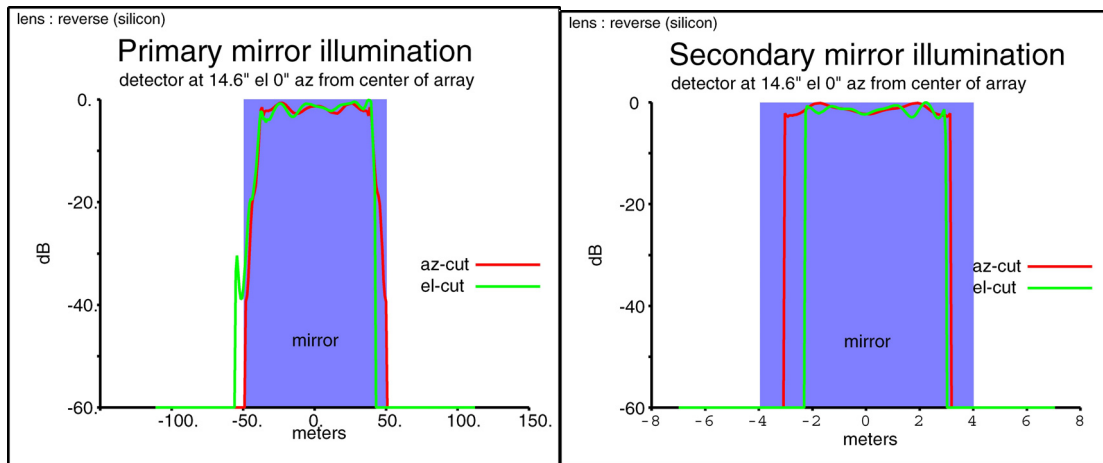 lens : reverse (silicon)
Primary mirror illumination
detector at 14.6" el 0" az from center of array
0.
-20.
-40.
-60.
dB
az-cut
el-cut
mirror
-100. -50. 0. 50. 100. 150.
meters
lens : reverse (silicon)
Secondary mirror illumination
detector at 14.6" el 0" az from center of array
0
-20
-40
-60
dB
az-cut
el-cut
mirror
-8 -6 -4 -2 0 2 4 6 8
meters